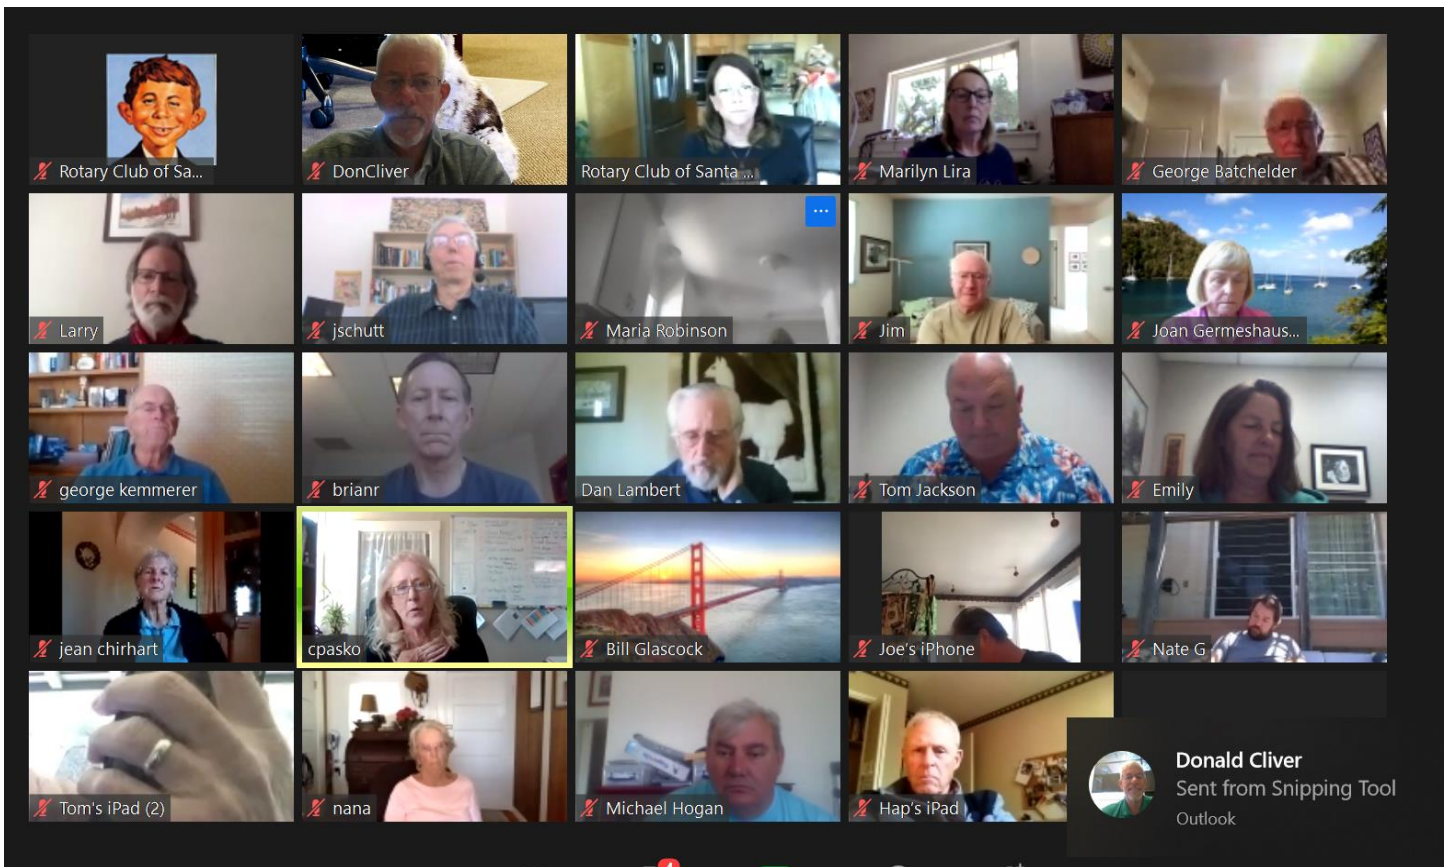 Rotary Club of Sa...
DonCliver
Rotary Club of Santa ...
Marilyn Lira
George Batchelder
Larry
jschutt
Maria Robinson
Jim
Joan Germeshaus...
george kemmerer
brianr
Dan Lambert
Tom Jackson
Emily
jean chirhart
cpasko
Bill Glascock
Joe's iPhone
Nate G
Tom's iPad (2)
nana
Michael Hogan
Hap's iPad
Donald Cliver
Sent from Snipping Tool
Outlook